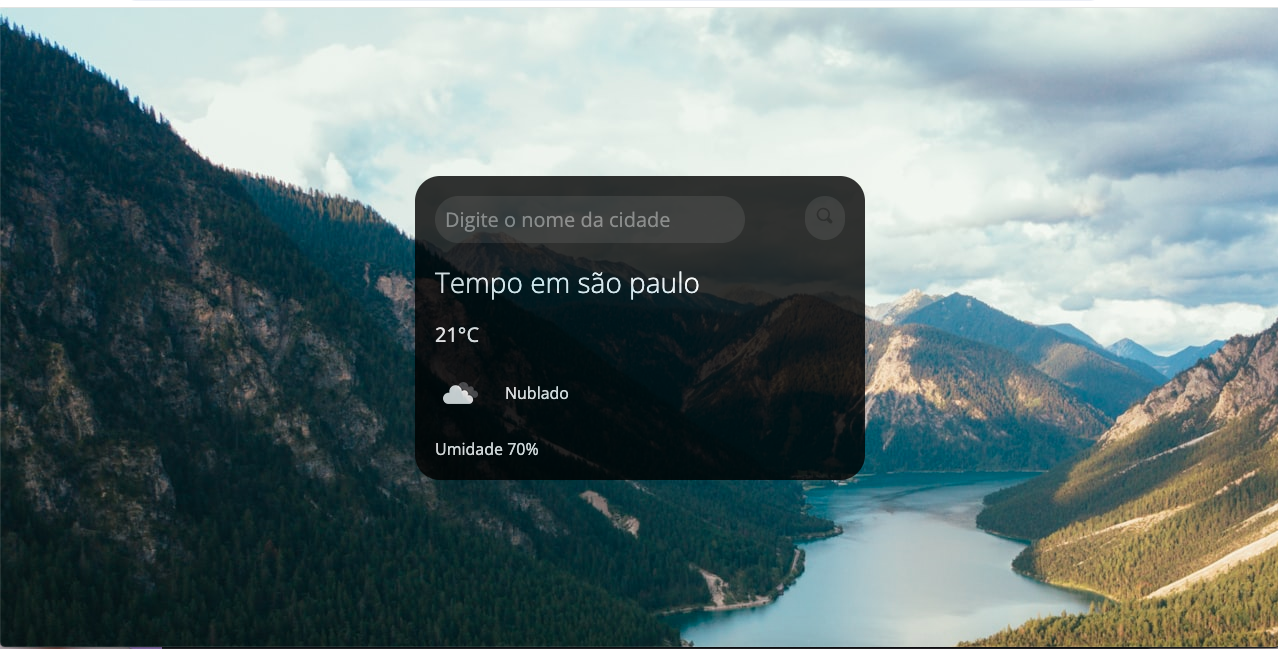 Digite o nome da cidade
Tempo em são paulo
21°C
Nublado
Umidade 70%